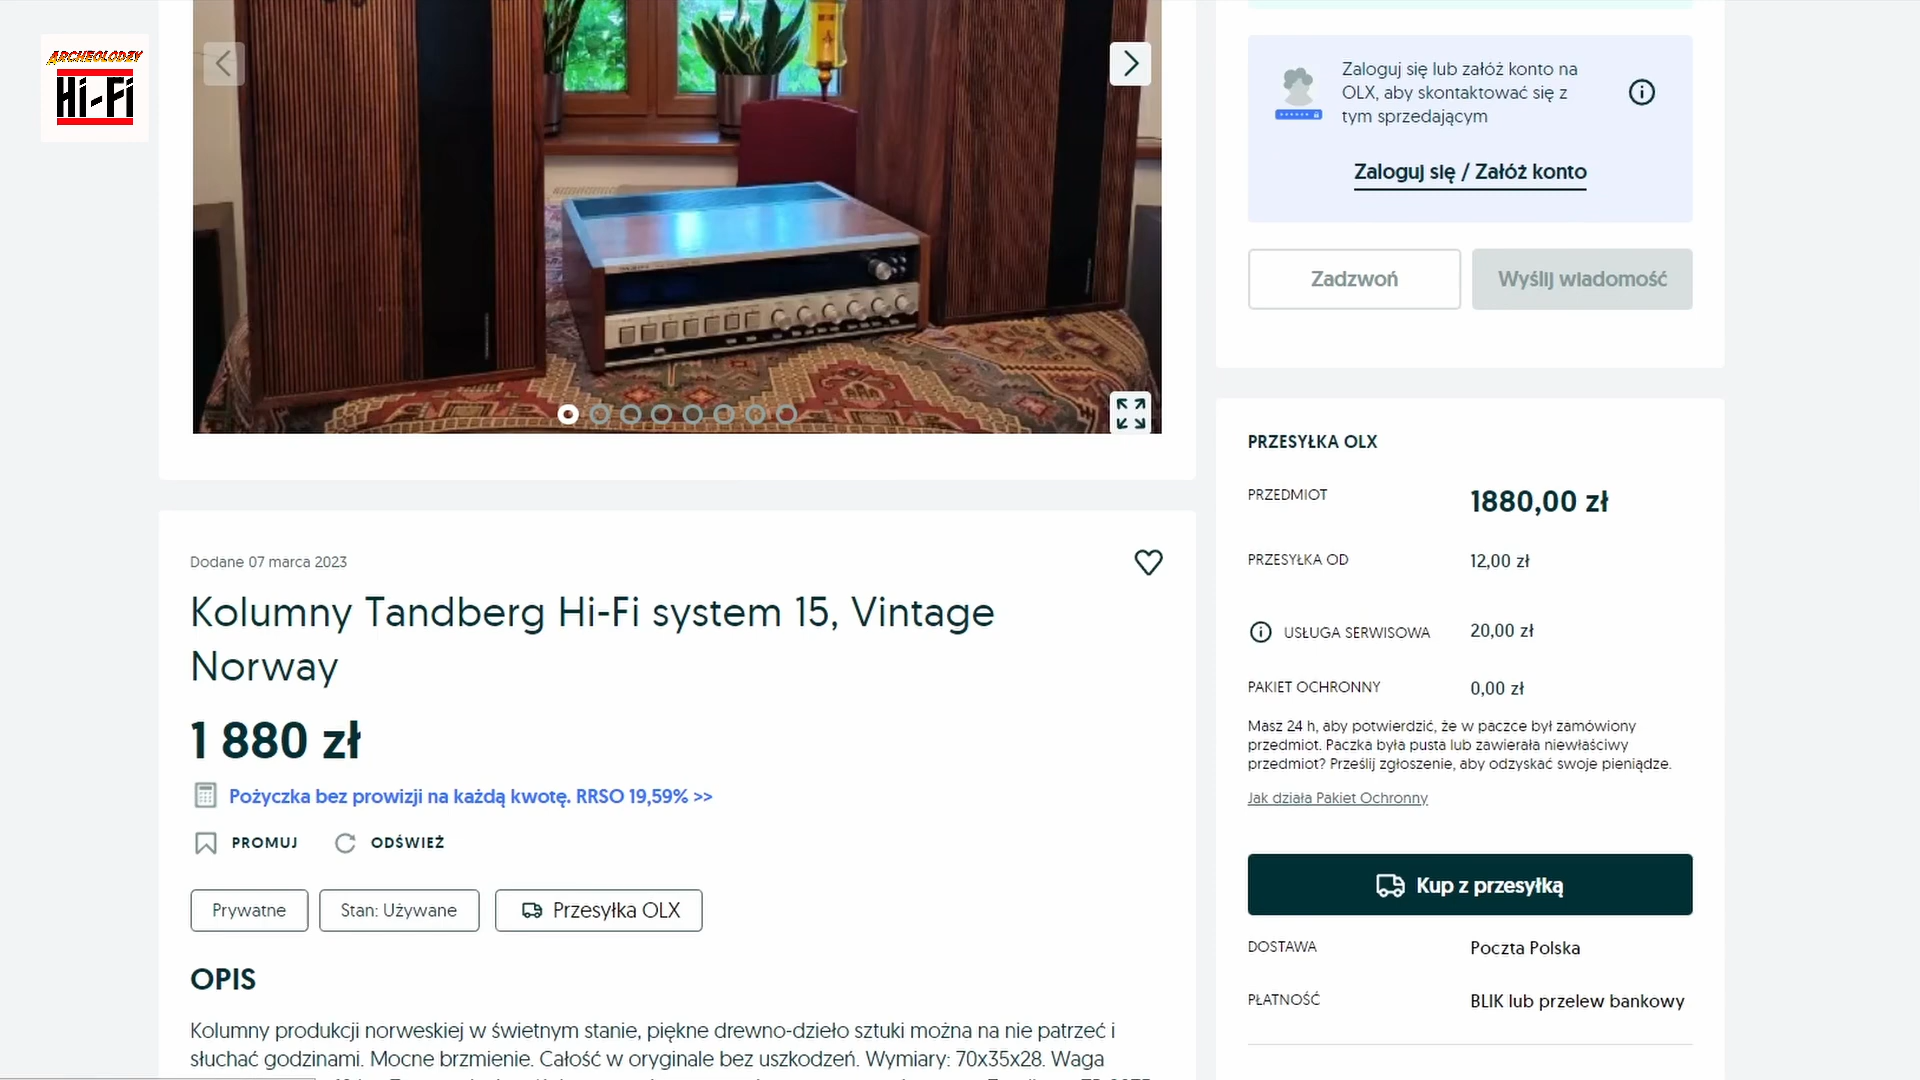 ARCHEOLODZY
Hi-Fi
Zaloguj się lub załóż konto na
OLX, aby skontaktować się z
tym sprzedającym
Zaloguj się / Załóż konto
Zadzwoń
Wyślij wiadomość
Dodane 07 marca 2023
Kolumny Tandberg Hi-Fi system 15, Vintage
Norway
1 880 zł
Pożyczka bez prowizji na każdą kwotę. RRSO 19,59% >>
PROMUJ
ODŚWIEŻ
Prywatne
Stan: Używane
Przesyłka OLX
OPIS
Kolumny produkcji norweskiej w świetnym stanie, piękne drewno-dzieło sztuki można na nie patrzeć i
słuchać godzinami. Mocne brzmienie. Całość w oryginale bez uszkodzeń. Wymiary: 70x35x28. Waga
PRZESYŁKA OLX
PRZEDMIOT 1880,00 zł
PRZESYŁKA OD 12,00 zł
USŁUGA SERWISOWA 20,00 zł
PAKIET OCHRONNY 0,00 zł
Masz 24 h, aby potwierdzić, że w paczce był zamówiony
przedmiot. Paczka była pusta lub zawierała niewłaściwy
przedmiot? Prześlij zgłoszenie, aby odzyskać swoje pieniądze.
Jak działa Pakiet Ochronny
Kup z przesyłką
DOSTAWA Poczta Polska
PŁATNOŚĆ BLIK lub przelew bankowy